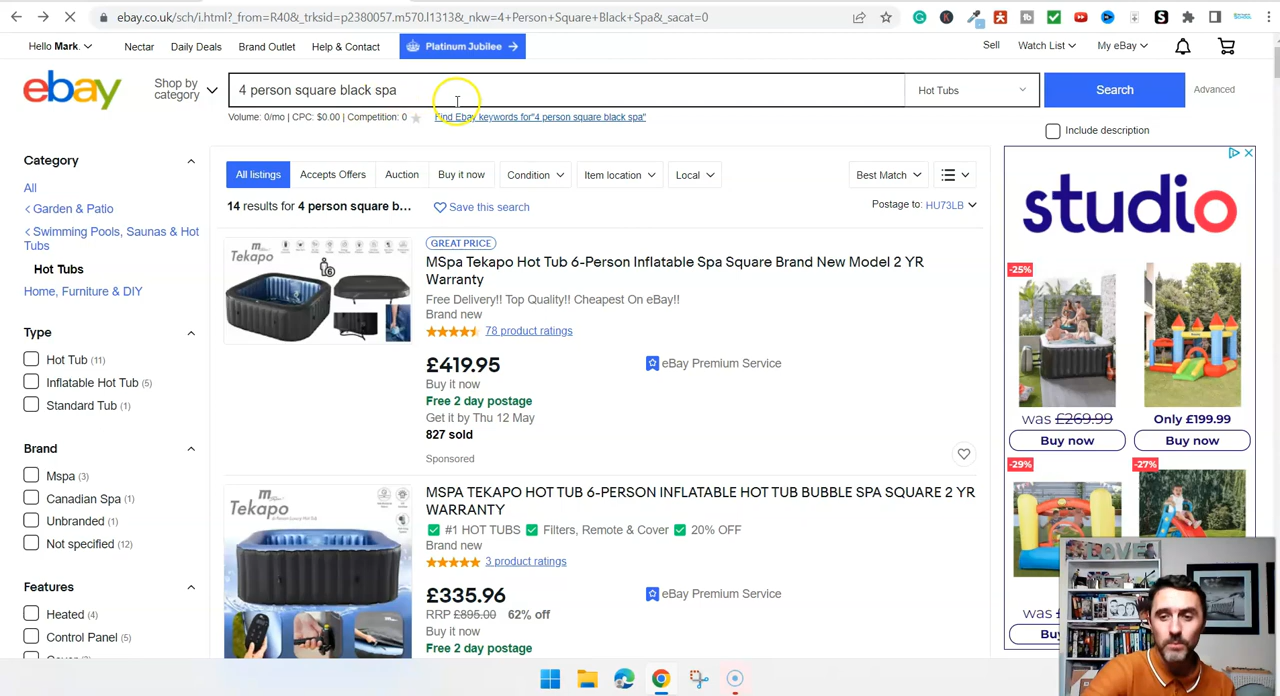 ebay.co.uk/sch/i.html?_from=R40&_trksid=p2380057.m570.l1313&_nkw=4+Person+Square+Black+Spa&_sacat=0
Hello Mark.
Nectar
Daily Deals
Brand Outlet
Help & Contact
Platinum Jubilee
Sell
Watch List
My eBay
ebay
Shop by
category
4 person square black spa
Hot Tubs
Search
Advanced
Volume: 0/mo | CPC: $0.00 | Competition: 0
Find Ebay keywords for"4 person square black spa"
Include description
Category
All
Garden & Patio
Swimming Pools, Saunas & Hot
Tubs
Hot Tubs
Home, Furniture & DIY
Type
Hot Tub (11)
Inflatable Hot Tub (5)
Standard Tub (1)
Brand
Mspa (3)
Canadian Spa (1)
Unbranded (1)
Not specified (12)
Features
Heated (4)
Control Panel (5)
All listings
Accepts Offers
Auction
Buy it now
Condition
Item location
Local
Best Match
14 results for 4 person square b...
Save this search
Postage to: HU73LB
Tekapo
GREAT PRICE
MSpa Tekapo Hot Tub 6-Person Inflatable Spa Square Brand New Model 2 YR
Warranty
Free Delivery!! Top Quality!! Cheapest On eBay!!
Brand new
78 product ratings
£419.95
eBay Premium Service
Buy it now
Free 2 day postage
Get it by Thu 12 May
827 sold
Sponsored
Tekapo
MSPA TEKAPO HOT TUB 6-PERSON INFLATABLE HOT TUB BUBBLE SPA SQUARE 2 YR
WARRANTY
#1 HOT TUBS Filters, Remote & Cover 20% OFF
Brand new
3 product ratings
£335.96
eBay Premium Service
RRP £895.00 62% off
Buy it now
Free 2 day postage
studio
-25%
was £269.99
Only £199.99
Buy now
Buy now
-29%
-27%
was